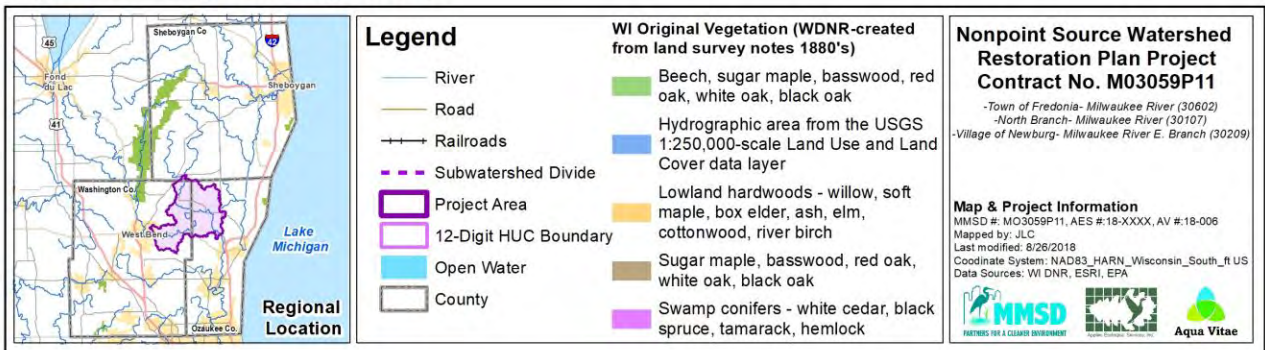 Sheboygan Co
42
45
Fond
du Lac
Sheboygan
41
Washington Co.
West Bend
Lake
Michigan
Regional
Location
Ozaukee Co.
Legend
River
Road
Railroads
Subwatershed Divide
Project Area
12-Digit HUC Boundary
Open Water
County
WI Original Vegetation (WDNR-created
from land survey notes 1880's)
Beech, sugar maple, basswood, red
oak, white oak, black oak
Hydrographic area from the USGS
1:250,000-scale Land Use and Land
Cover data layer
Lowland hardwoods - willow, soft
maple, box elder, ash, elm,
cottonwood, river birch
Sugar maple, basswood, red oak,
white oak, black oak
Swamp conifers - white cedar, black
spruce, tamarack, hemlock
Nonpoint Source Watershed
Restoration Plan Project
Contract No. M03059P11
-Town of Fredonia- Milwaukee River (30602)
-North Branch- Milwaukee River (30107)
-Village of Newburg- Milwaukee River E. Branch (30209)
Map & Project Information
MMSD #: MO3059P11, AES #:18-XXXX, AV #:18-006
Mapped by: JLC
Last modified: 8/26/2018
Coodinate System: NAD83_HARN_Wisconsin_South_ft US
Data Sources: WI DNR, ESRI, EPA
MMSD
PARTNERS FOR A CLEANER ENVIRONMENT
Applied Ecological Services, Inc.
Aqua Vitae